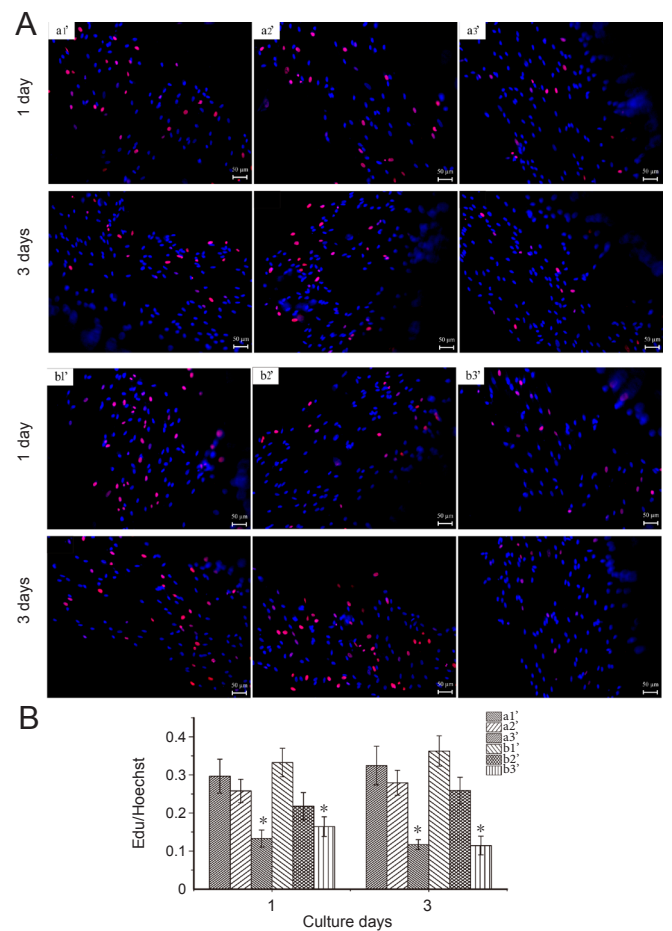 A
a1’ a2’ a3’
1 day
50 µm 50 µm 50 µm
3 days
50 µm 50 µm 50 µm
b1’ b2’ b3’
1 day
50 µm 50 µm 50 µm
3 days
50 µm 50 µm 50 µm
B
a1’
a2’
a3’
b1’
b2’
b3’
0.4
0.3
0.2
0.1
0
Edu/Hoechst
* * * *
1 3
Culture days